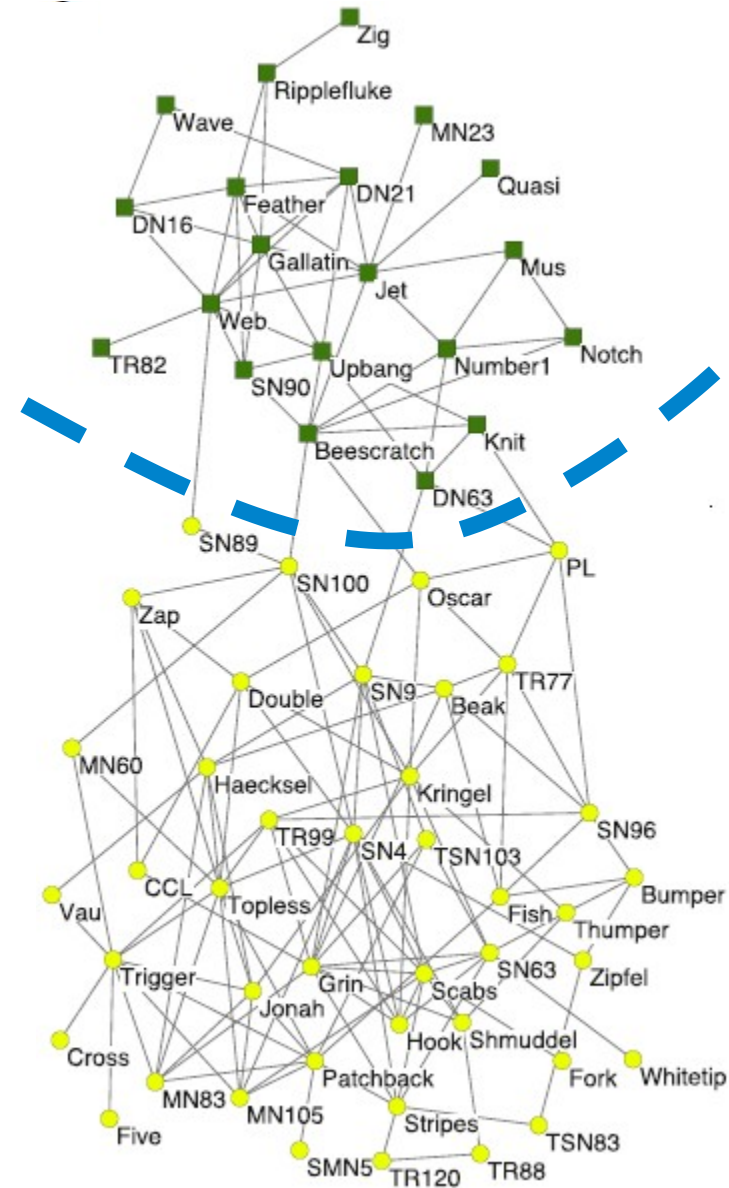 Zig
Ripplefluke
Wave
MN23
Quasi
DN21
Feather
DN16
Gallatin
Mus
Jet
Web
TR82
Upbang
Number1
Notch
SN90
Beescratch
Knit
DN63
SN89
PL
SN100
Oscar
Zap
TR77
Double
SN9
Beak
MN60
Haecksel
Kringel
TR99
SN96
SN4
TSN103
CCL
Bumper
Topless
Vau
Fish
Thumper
Trigger
Zipfel
SN63
Grin
Scabs
Jonah
Hook
Shmuddel
Cross
Fork
Whitetip
Patchback
MN83
MN105
Stripes
Five
TSN83
SMN5
TR120
TR88